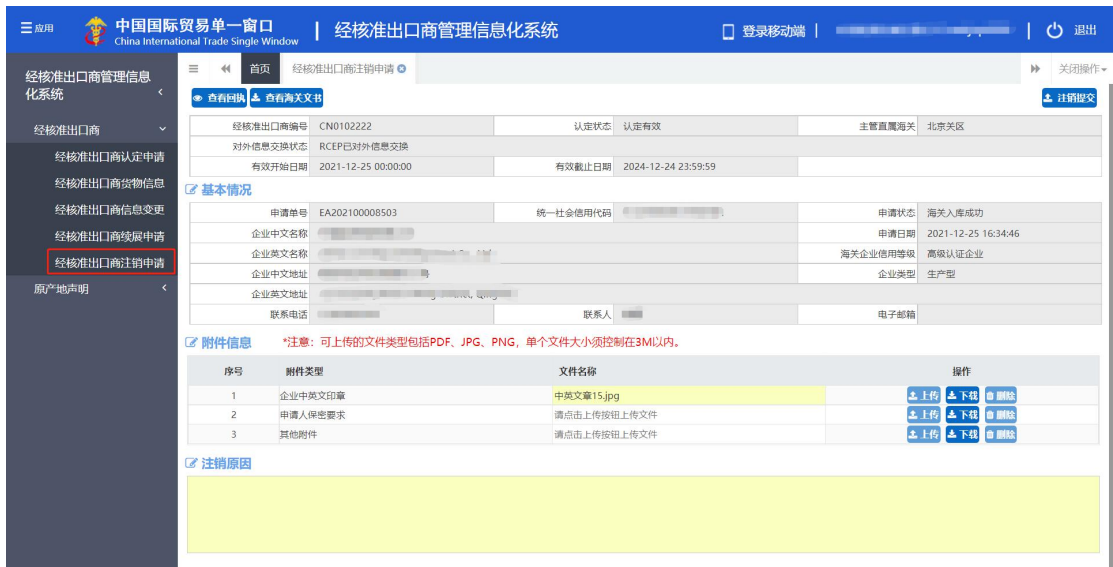 应用 中国国际贸易单一窗口 经核准出口商管理信息化系统 登录移动端 退出
China International Trade Single Window
首页 经核准出口商注销申请 关闭操作
经核准出口商管理信息化系统
经核准出口商
经核准出口商认定申请
经核准出口商货物信息
经核准出口商信息变更
经核准出口商续展申请
经核准出口商注销申请
原产地声明
查看回执 查看海关文书 注销提交
经核准出口商编号 CN0102222 认定状态 认定有效 主管直属海关 北京关区
对外信息交换状态 RCEP已对外信息交换
有效开始日期 2021-12-25 00:00:00 有效截止日期 2024-12-24 23:59:59
基本情况
申请单号 EA202100008503 统一社会信用代码 申请状态 海关入库成功
企业中文名称 申请日期 2021-12-25 16:34:46
企业英文名称 海关企业信用等级 高级认证企业
企业中文地址 企业类型 生产型
企业英文地址
联系电话 联系人 电子邮箱
附件信息 *注意：可上传的文件类型包括PDF、JPG、PNG，单个文件大小须控制在3M以内。
序号 附件类型 文件名称 操作
1 企业中英文印章 中英文章15.jpg 上传 下载 删除
2 申请人保密要求 请点击上传按钮上传文件 上传 下载 删除
3 其他附件 请点击上传按钮上传文件 上传 下载 删除
注销原因